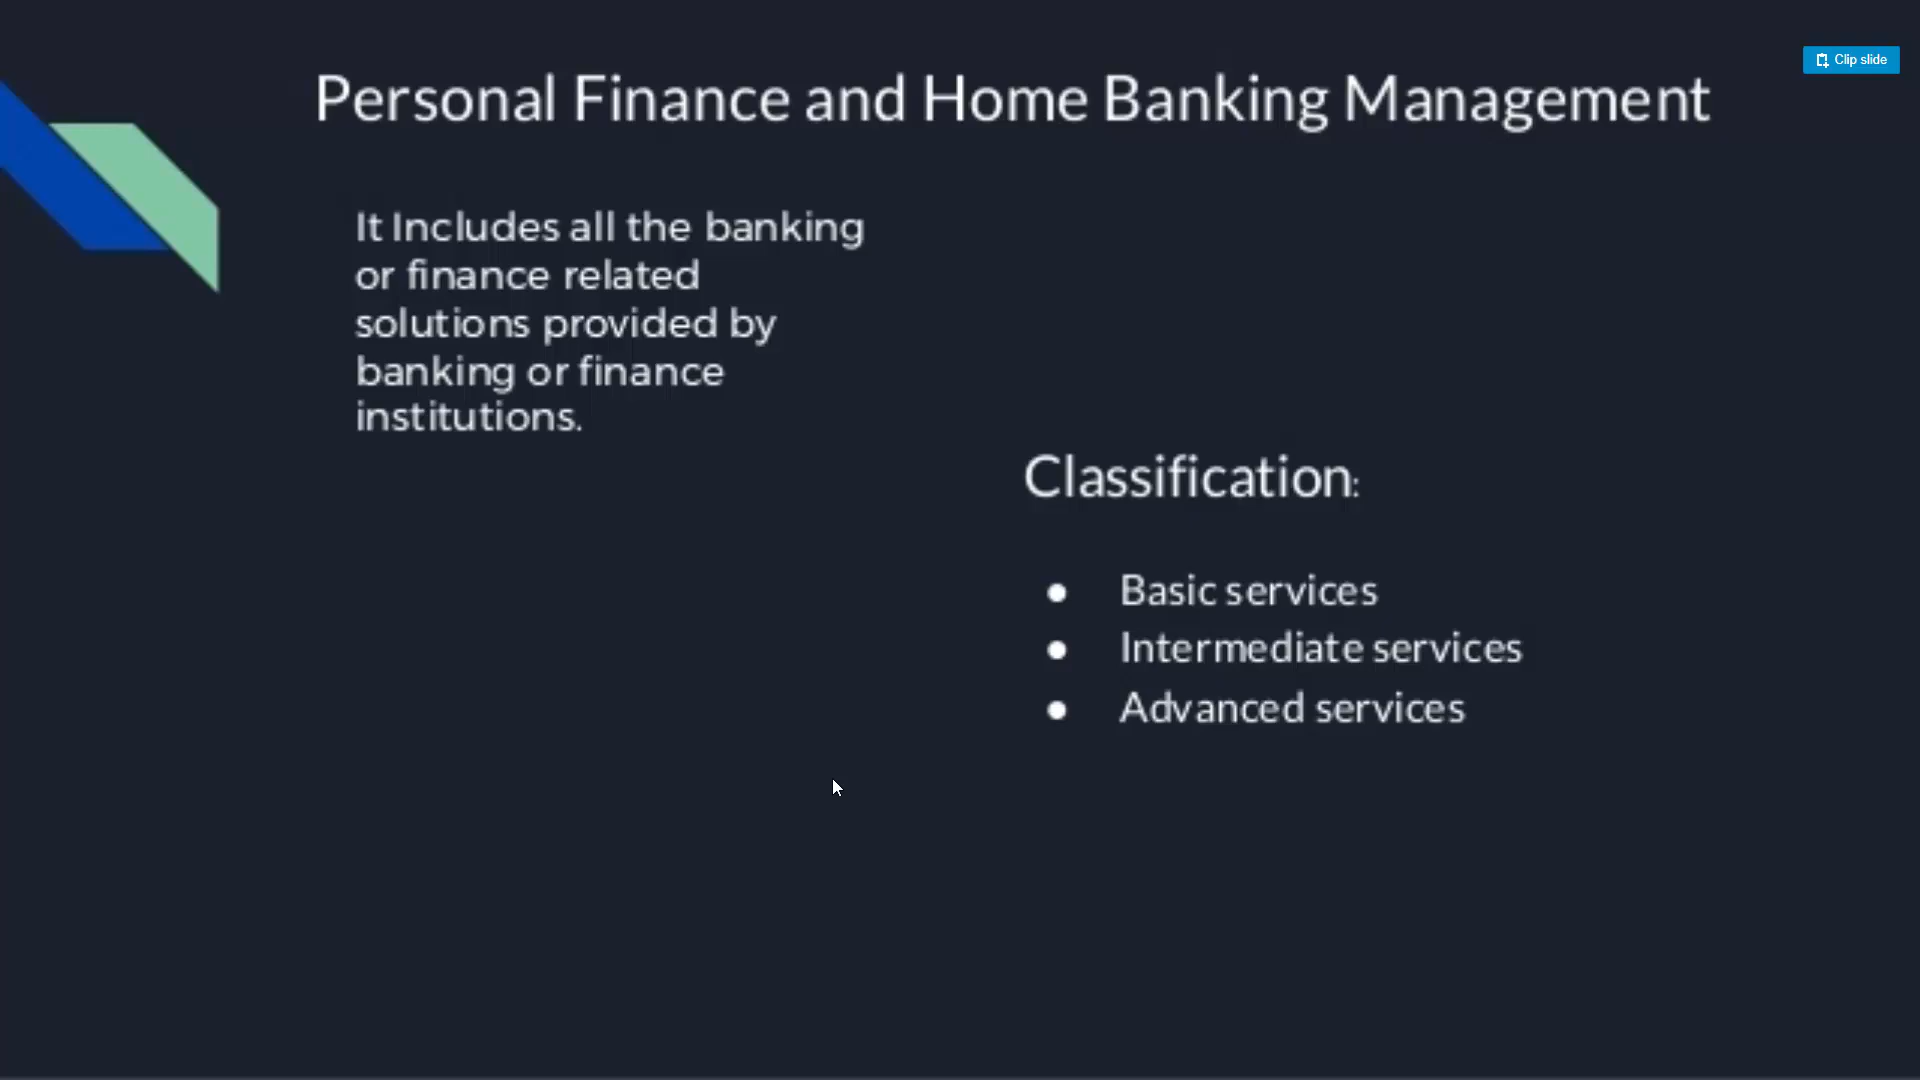 Clip slide
Personal Finance and Home Banking Management
It Includes all the banking
or finance related
solutions provided by
banking or finance
institutions.
Classification:
● Basic services
● Intermediate services
● Advanced services